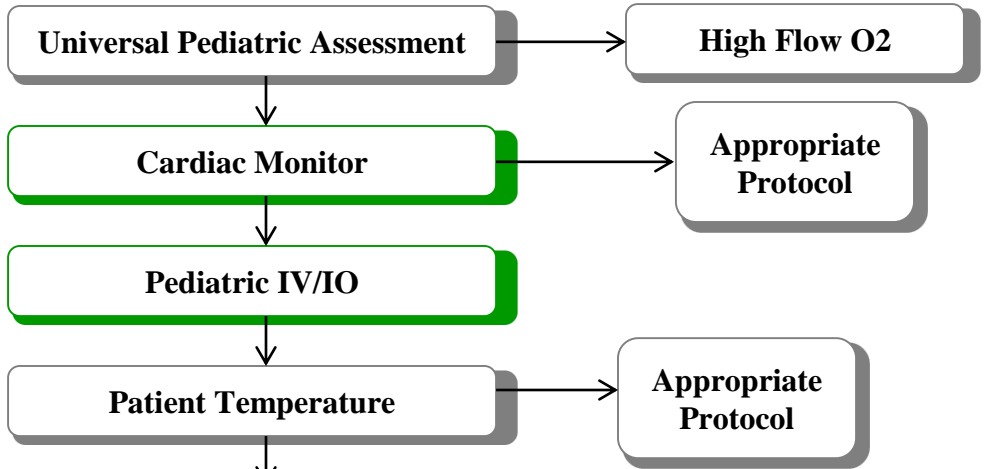 Universal Pediatric Assessment
High Flow O2
Cardiac Monitor
Appropriate
Protocol
Pediatric IV/IO
Patient Temperature
Appropriate
Protocol